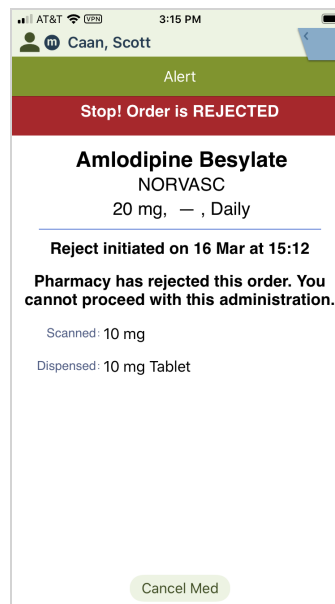 AT&T VPN 3:15 PM
m Caan, Scott
Alert
Stop! Order is REJECTED
Amlodipine Besylate
NORVASC
20 mg, — , Daily
Reject initiated on 16 Mar at 15:12
Pharmacy has rejected this order. You
cannot proceed with this administration.
Scanned: 10 mg
Dispensed: 10 mg Tablet
Cancel Med